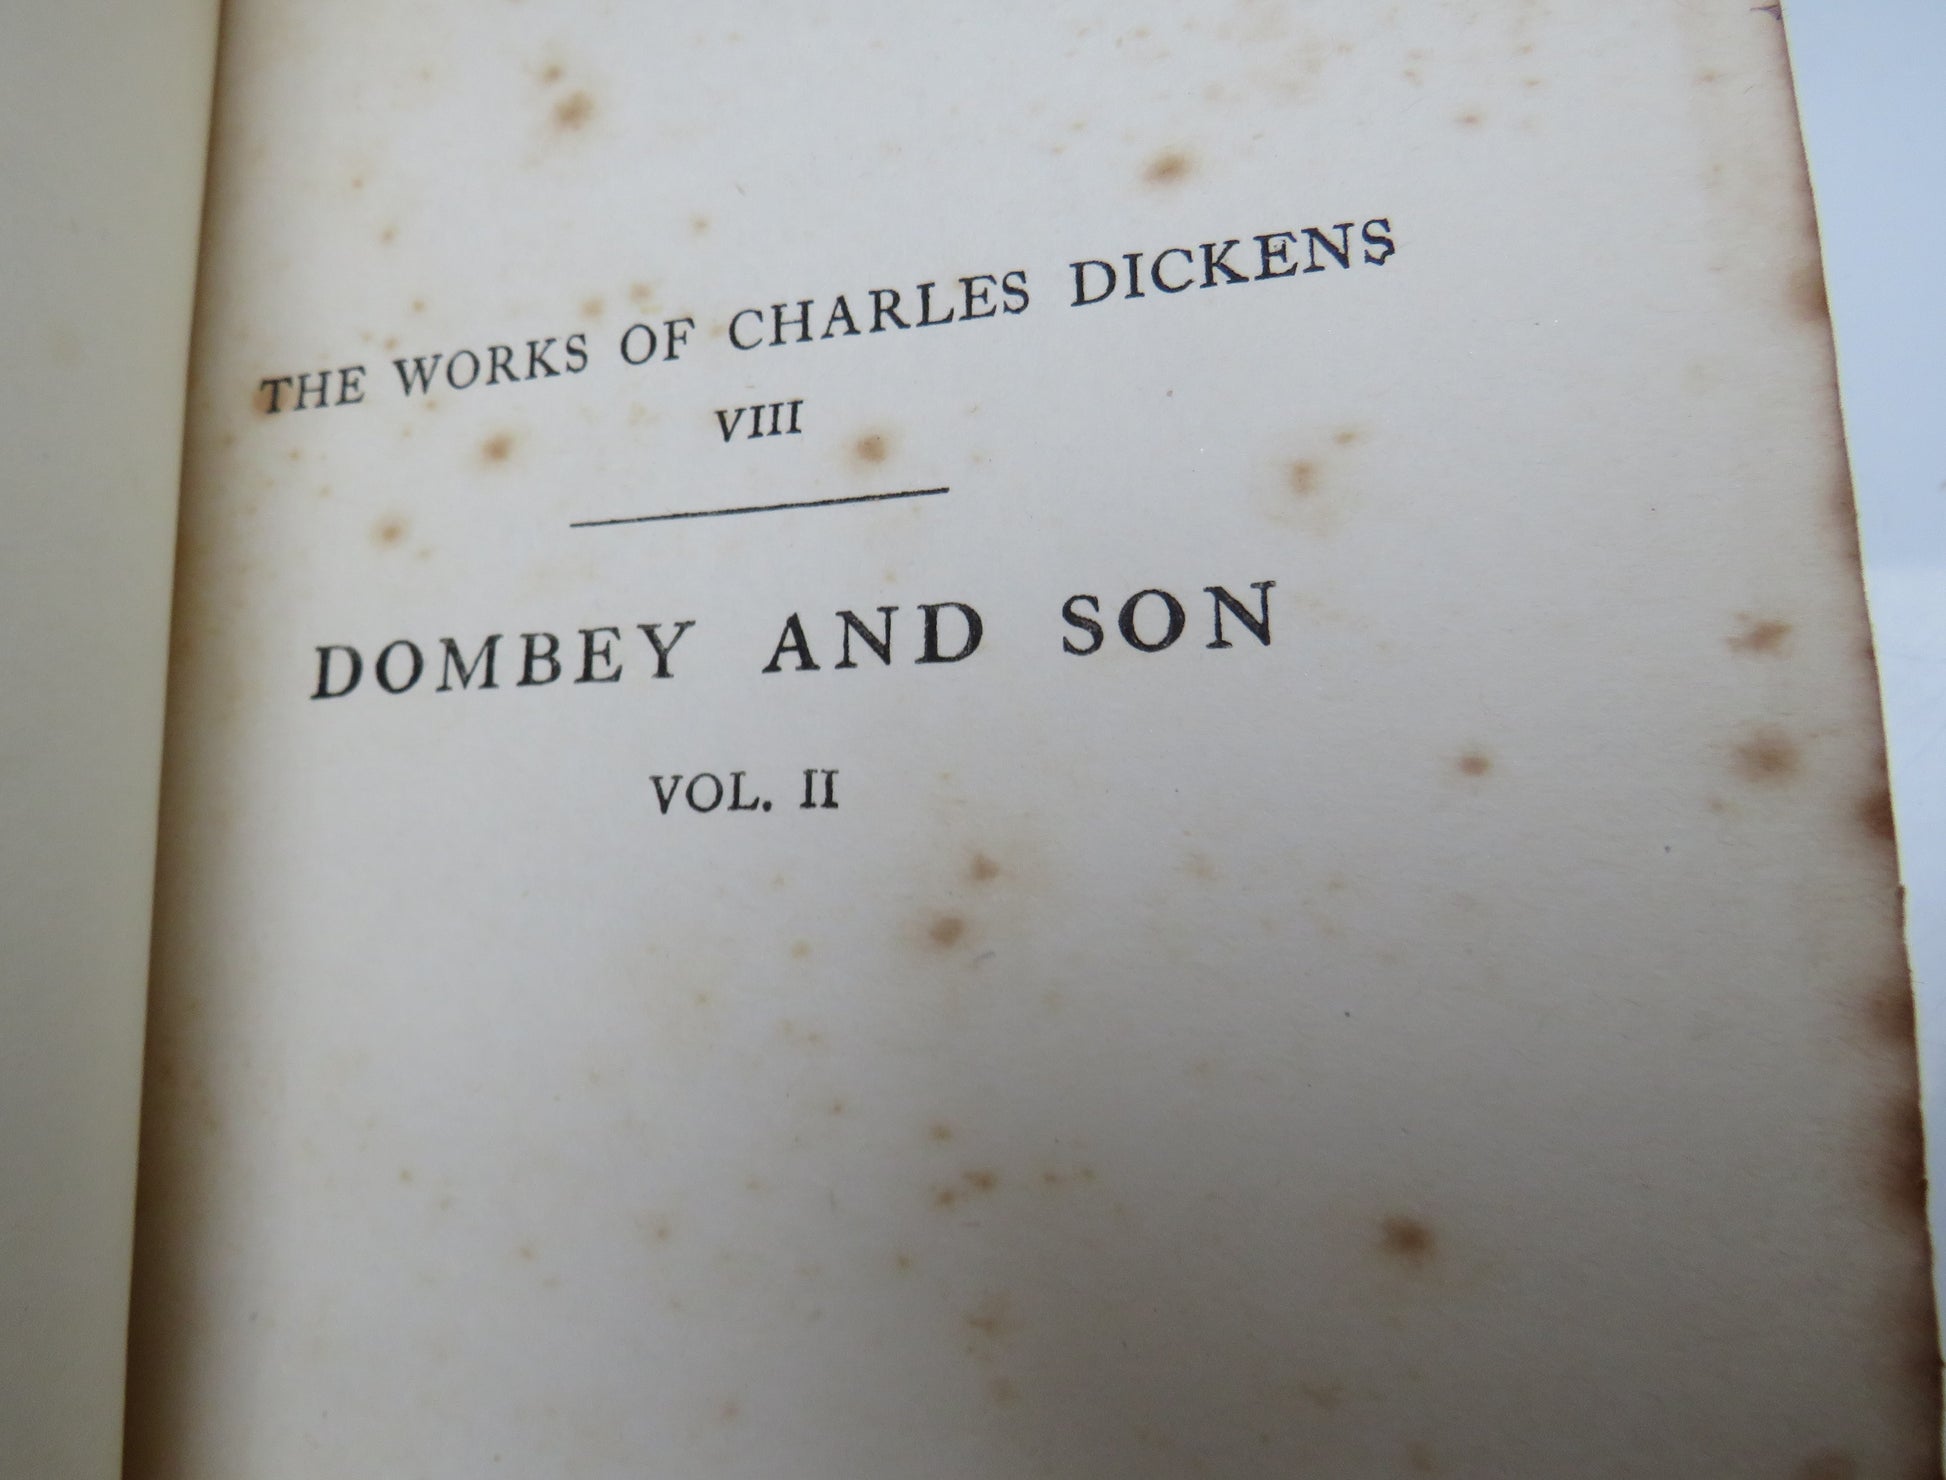 THE WORKS OF CHARLES DICKENS
VIII
DOMBEY AND SON
VOL. II